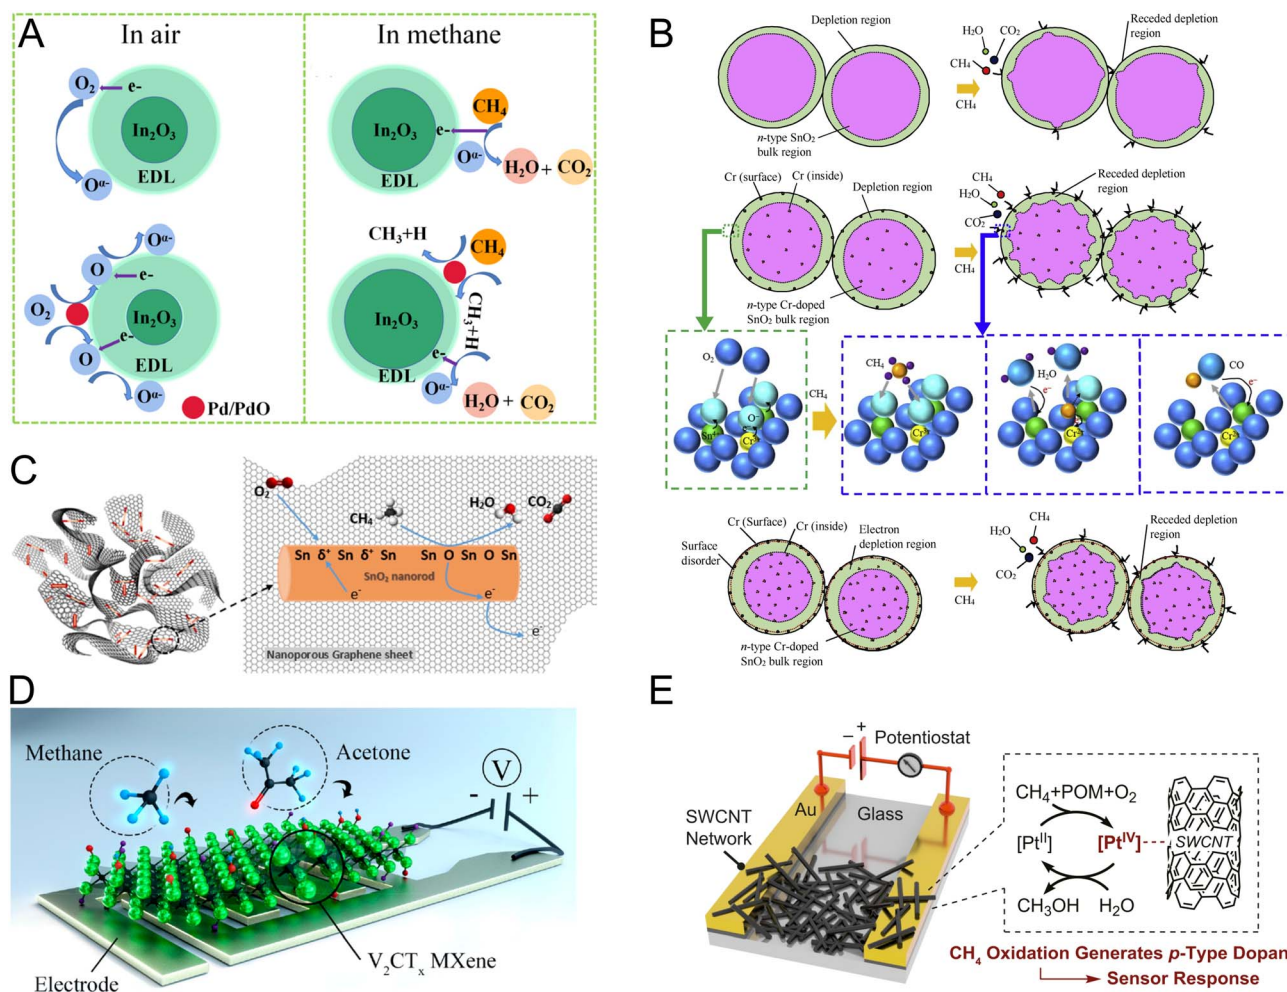 A
In air
In methane
O₂
e-
In₂O₃
EDL
Oᵅ⁻
CH₄
e-
In₂O₃
Oᵅ⁻
EDL
H₂O + CO₂
Oᵅ⁻
O
e-
O₂
In₂O₃
e-
O
EDL
Oᵅ⁻
Pd/PdO
CH₃+H
CH₄
In₂O₃
CH₃+H
e-
EDL
Oᵅ⁻
H₂O + CO₂
B
Depletion region
Receded depletion
region
H₂O
CO₂
CH₄
CH₄
n-type SnO₂
bulk region
Cr (surface)
Cr (inside)
Depletion region
CH₄
H₂O
CO₂
Receded depletion
region
CH₄
n-type Cr-doped
SnO₂ bulk region
O₂
O⁻
CH₄
CH₄
H₂O
e⁻
CO
e⁻
Cr (Surface)
Cr (inside)
Surface
disorder
Electron
depletion region
CH₄
H₂O
CO₂
Receded depletion
region
CH₄
n-type Cr-doped
SnO₂ bulk region
C
O₂
CH₄
H₂O
CO₂
Sn δ⁺ Sn δ⁺ Sn Sn O Sn O Sn
SnO₂ nanorod
e⁻
e⁻
e⁻
Nanoporous Graphene sheet
D
Methane
Acetone
V
- +
V₂CTₓ MXene
Electrode
E
− +
Potentiostat
Au
Glass
SWCNT
Network
CH₄+POM+O₂
[Ptᴵᴵ]
[Ptᴵⱽ]
SWCNT
CH₃OH H₂O
CH₄ Oxidation Generates p-Type Dopan
Sensor Response